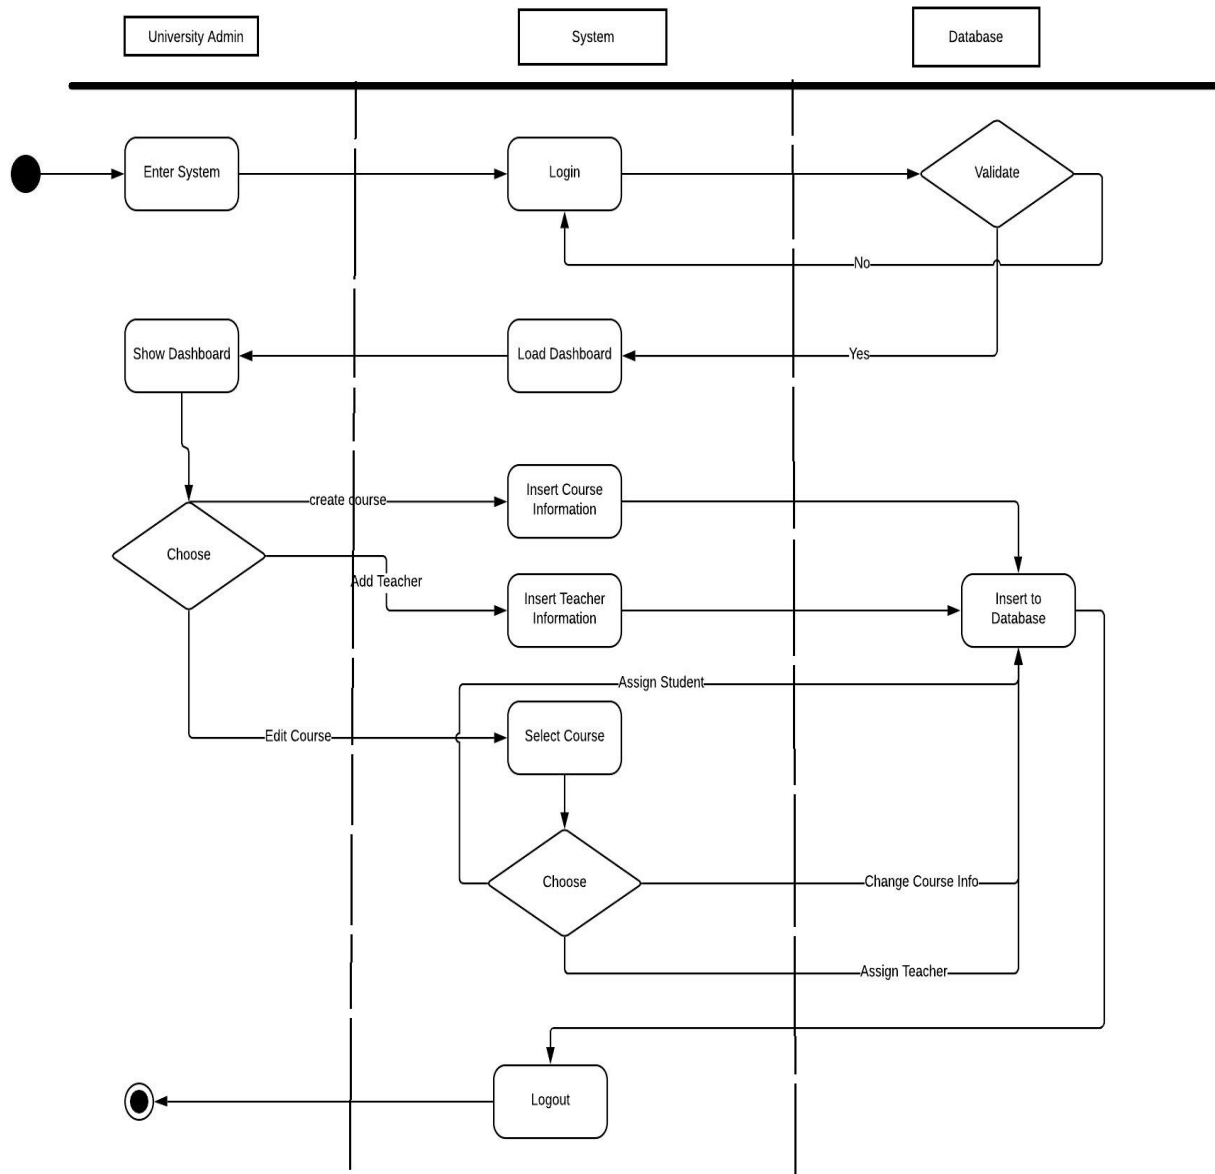 University Admin
System
Database
Enter System
Login
Validate
No
Show Dashboard
Load Dashboard
Yes
create course
Insert Course
Information
Choose
Add Teacher
Insert Teacher
Information
Insert to
Database
Assign Student
Edit Course
Select Course
Choose
Change Course Info
Assign Teacher
Logout